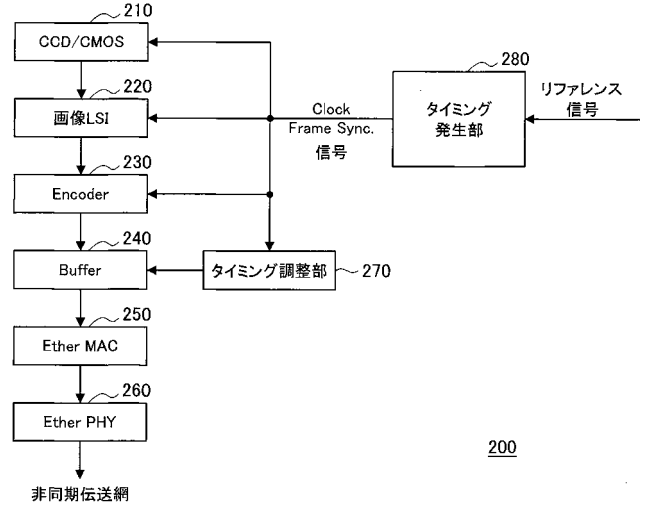 210
CCD/CMOS
220
画像LSI
230
Encoder
240
Buffer
250
Ether MAC
260
Ether PHY
非同期伝送網
Clock
Frame Sync.
信号
280
タイミング
発生部
リファレンス
信号
タイミング調整部
270
200